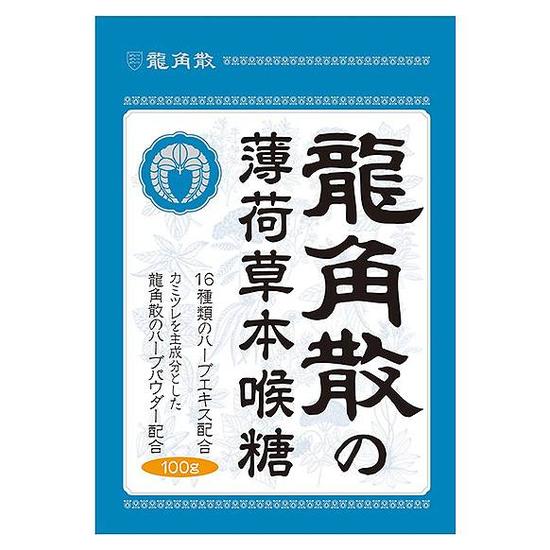 龍角散
龍角散の
薄荷草本喉糖
16種類のハーブエキス配合
カミツレを主成分とした
龍角散のハーブパウダー配合
100g